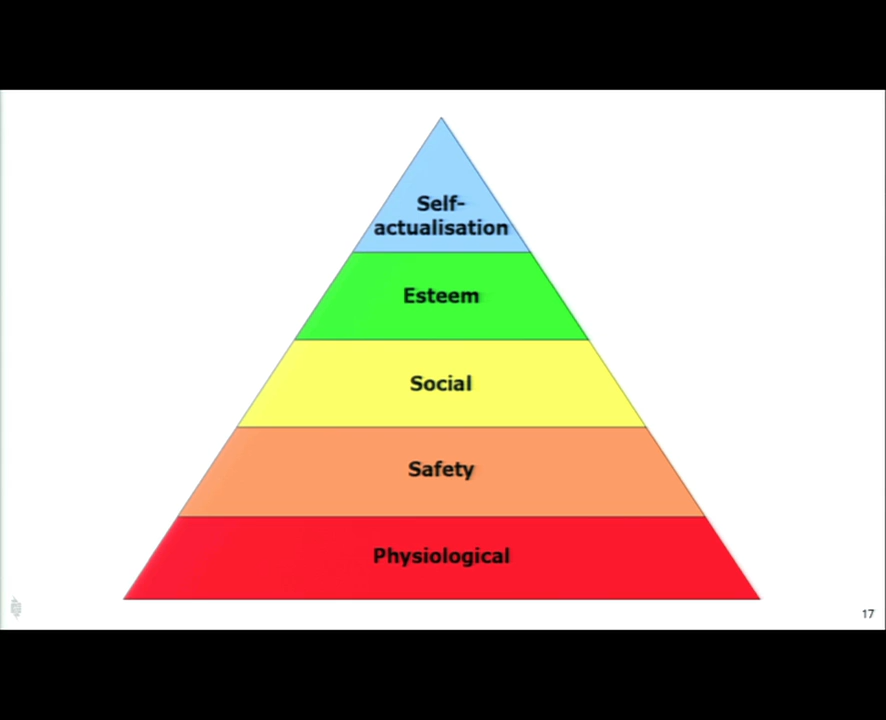 Self-
actualisation
Esteem
Social
Safety
Physiological
17